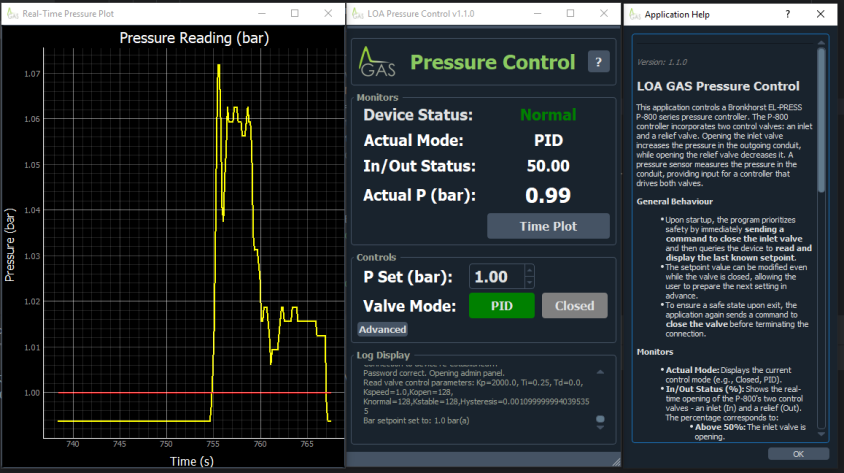 GAS Real-Time Pressure Plot
Pressure Reading (bar)
1.07
1.06
1.05
1.04
1.03
1.02
1.01
1.00
Pressure (bar)
740
745
750
755
760
765
Time (s)
LOA Pressure Control v1.1.0
GAS
Pressure Control
?
Monitors
Device Status: Normal
Actual Mode: PID
In/Out Status: 50.00
Actual P (bar): 0.99
Time Plot
Controls
P Set (bar): 1.00
Valve Mode: PID Closed
Advanced
Log Display
Password correct. Opening admin panel.
Read valve control parameters: Kp=2000.0, Ti=0.25, Td=0.0,
Kspeed=1.0,Kopen=128,
Knormal=128,Kstable=128,Hysteresis=0.001099999994039535
5
Bar setpoint set to: 1.0 bar(a)
Application Help
?
Version: 1.1.0
LOA GAS Pressure Control
This application controls a Bronkhorst EL-PRESS
P-800 series pressure controller. The P-800
controller incorporates two control valves: an inlet
and a relief valve. Opening the inlet valve
increases the pressure in the outgoing conduit,
while opening the relief valve decreases it. A
pressure sensor measures the pressure in the
conduit, providing input for a controller that
drives both valves.
General Behaviour
• Upon startup, the program prioritizes
safety by immediately sending a
command to close the inlet valve
and then queries the device to read and
display the last known setpoint.
• The setpoint value can be modified even
while the valve is closed, allowing the
user to prepare the next setting in
advance.
• To ensure a safe state upon exit, the
application again sends a command to
close the valve before terminating the
connection.
Monitors
• Actual Mode: Displays the current
control mode (e.g., Closed, PID).
• In/Out Status (%): Shows the real-
time opening of the P-800's two control
valves - an inlet (In) and a relief (Out).
The percentage corresponds to:
• Above 50%: The inlet valve is
opening.
OK